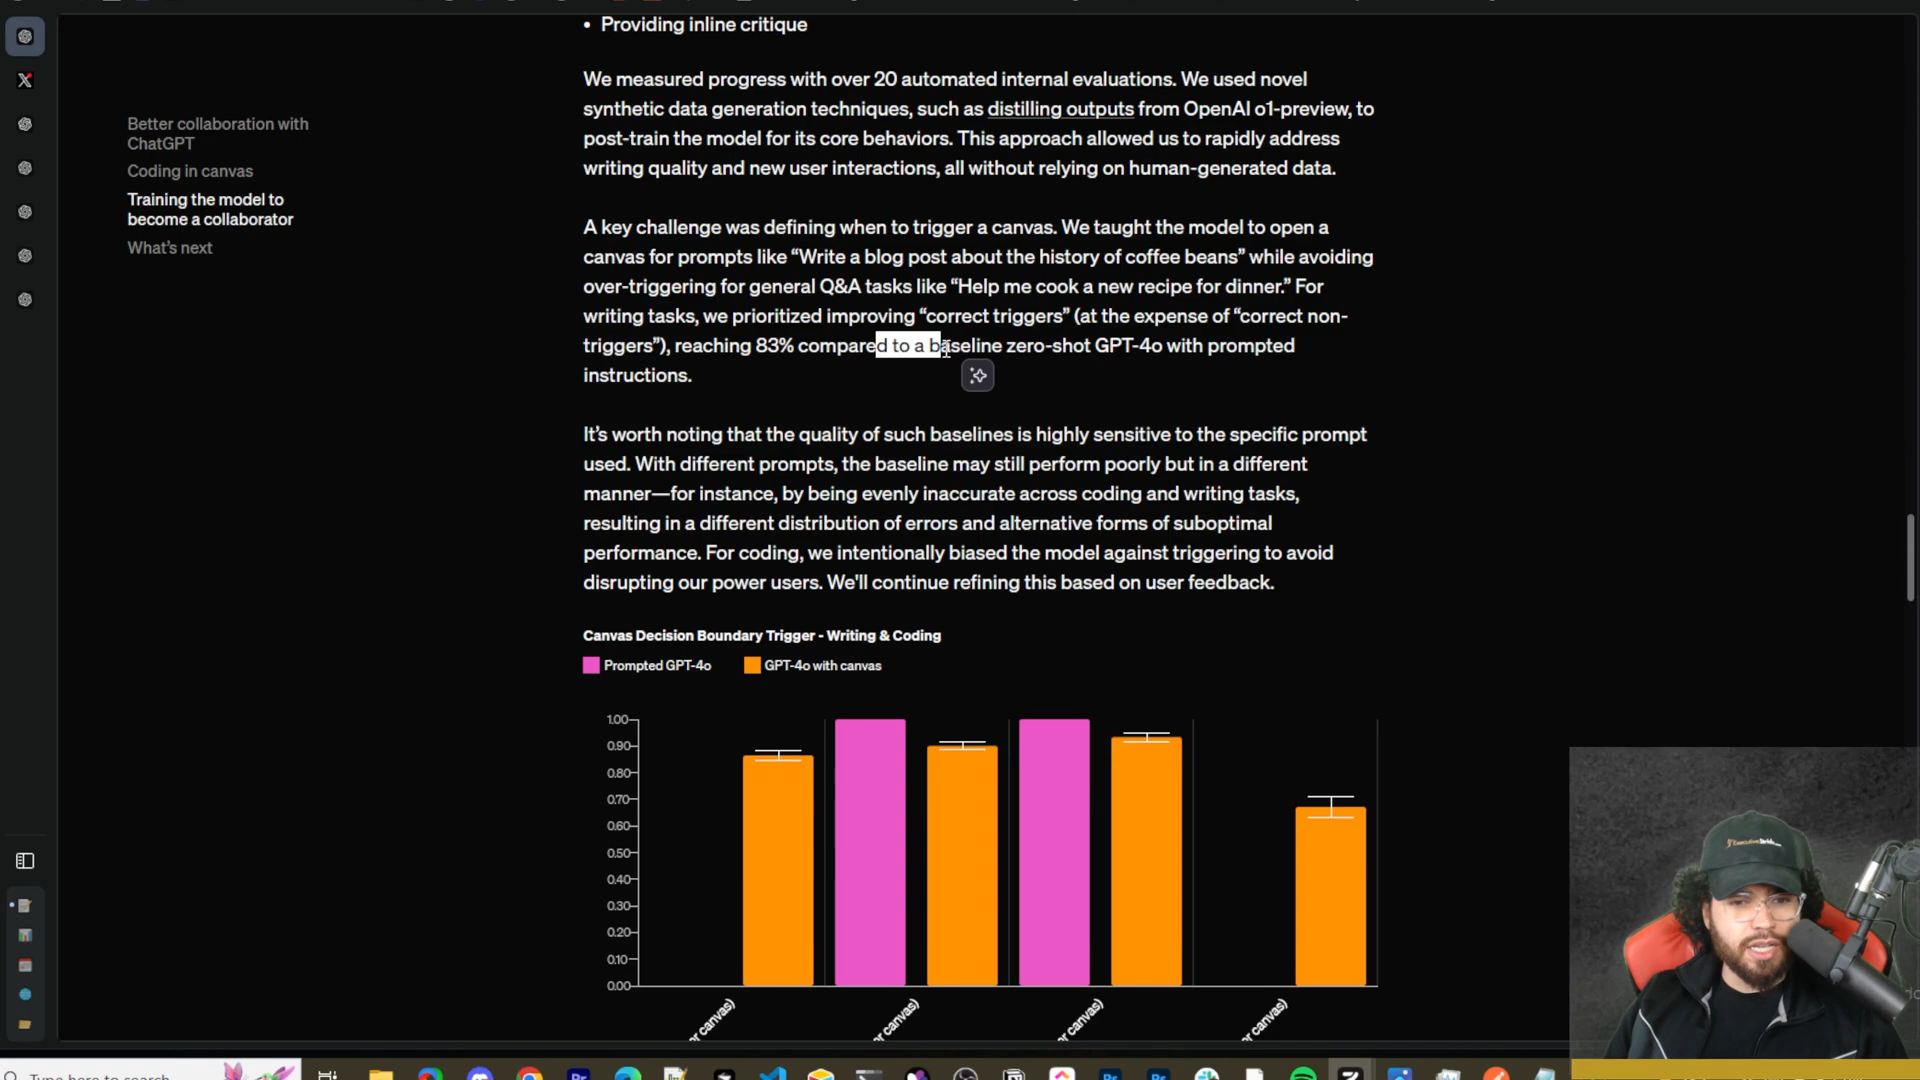 • Providing inline critique
We measured progress with over 20 automated internal evaluations. We used novel
synthetic data generation techniques, such as distilling outputs from OpenAI o1-preview, to
post-train the model for its core behaviors. This approach allowed us to rapidly address
writing quality and new user interactions, all without relying on human-generated data.
Better collaboration with
ChatGPT
Coding in canvas
Training the model to
become a collaborator
What's next
A key challenge was defining when to trigger a canvas. We taught the model to open a
canvas for prompts like “Write a blog post about the history of coffee beans” while avoiding
over-triggering for general Q&A tasks like “Help me cook a new recipe for dinner.” For
writing tasks, we prioritized improving “correct triggers” (at the expense of “correct non-
triggers”), reaching 83% compared to a baseline zero-shot GPT-4o with prompted
instructions.
It’s worth noting that the quality of such baselines is highly sensitive to the specific prompt
used. With different prompts, the baseline may still perform poorly but in a different
manner—for instance, by being evenly inaccurate across coding and writing tasks,
resulting in a different distribution of errors and alternative forms of suboptimal
performance. For coding, we intentionally biased the model against triggering to avoid
disrupting our power users. We'll continue refining this based on user feedback.
Canvas Decision Boundary Trigger - Writing & Coding
Prompted GPT-4o GPT-4o with canvas
1.00
0.90
0.80
0.70
0.60
0.50
0.40
0.30
0.20
0.10
0.00
er canvas) er canvas) er canvas) er canvas)
Type here to search